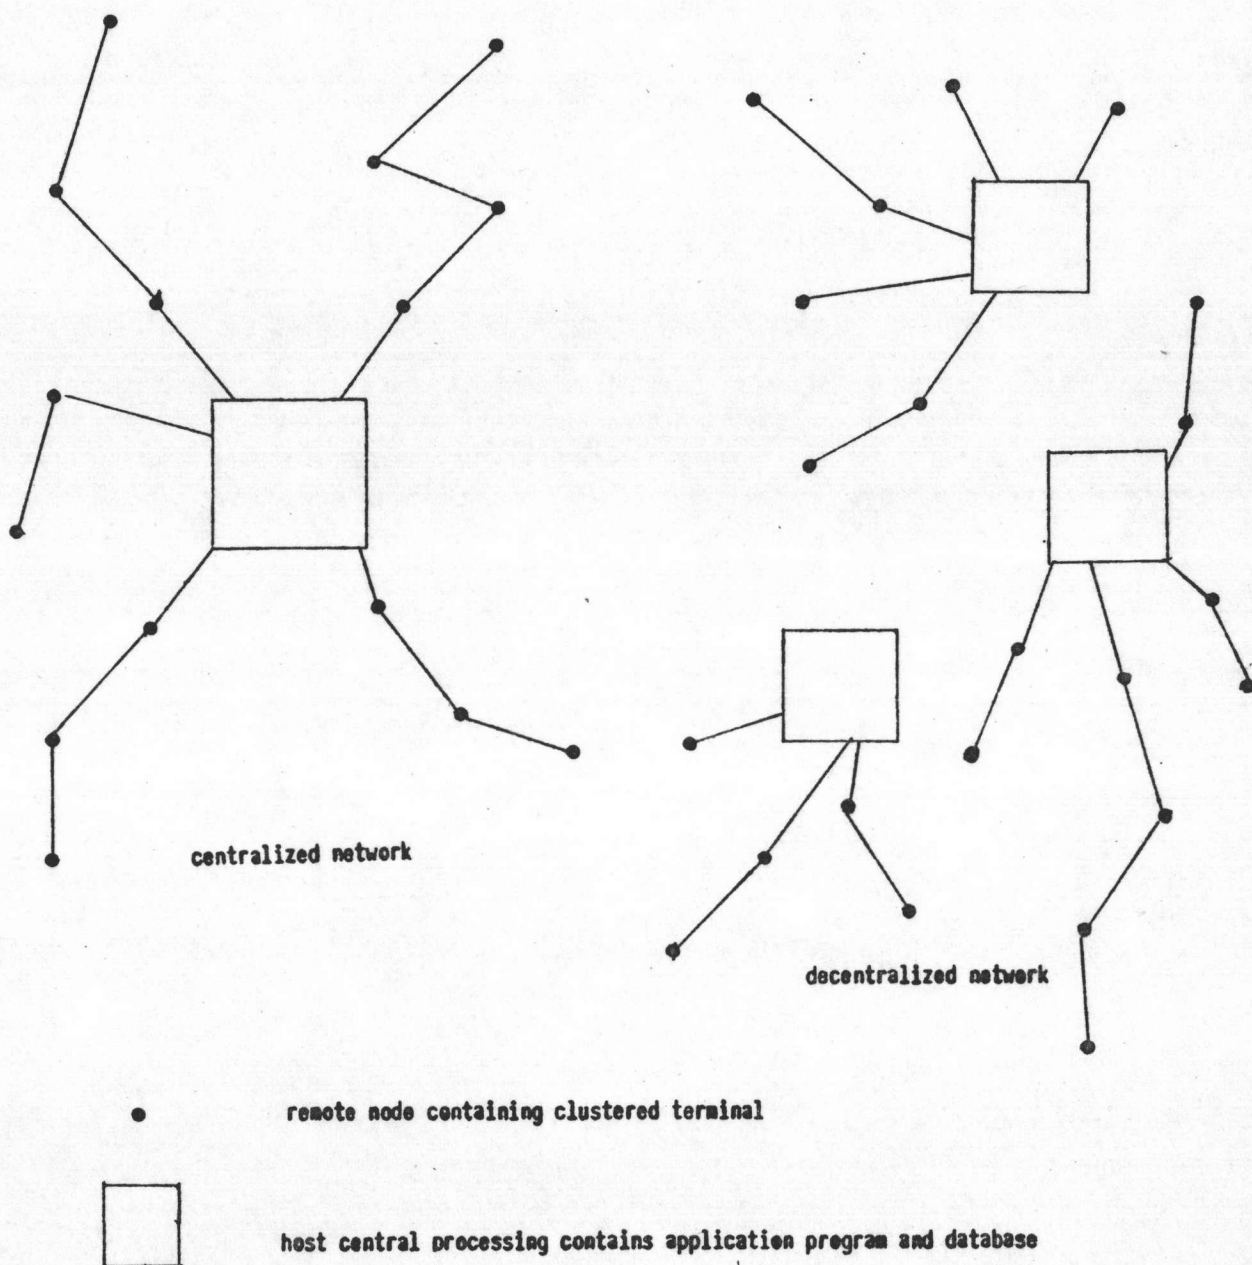 centralized network
decentralized network
remote node containing clustered terminal
host central processing contains application program and database